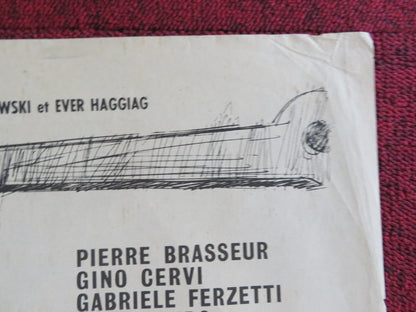 WSKI et EVER HAGGIAG
PIERRE BRASSEUR
GINO CERVI
GABRIELE FERZETTI